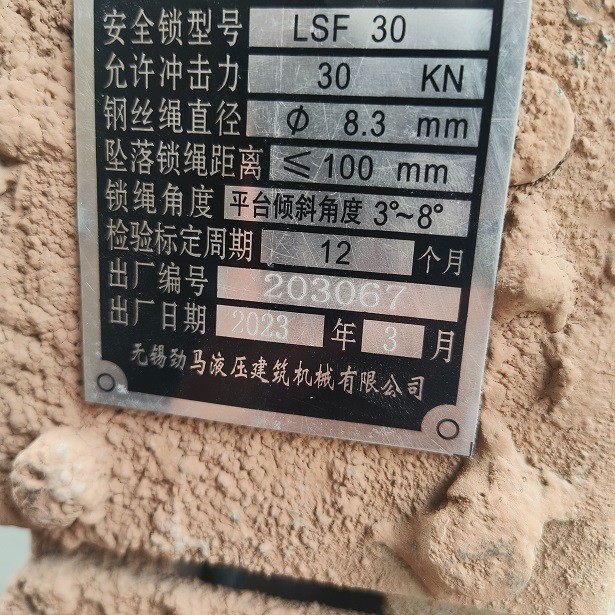 安全锁型号 LSF 30
允许冲击力 30 KN
钢丝绳直径 Φ 8.3 mm
坠落锁绳距离 ≤100 mm
锁绳角度 平台倾斜角度 3°~8°
检验标定周期 12 个月
出厂编号 203067
出厂日期 2023 年 3 月
无锡劲马液压建筑机械有限公司